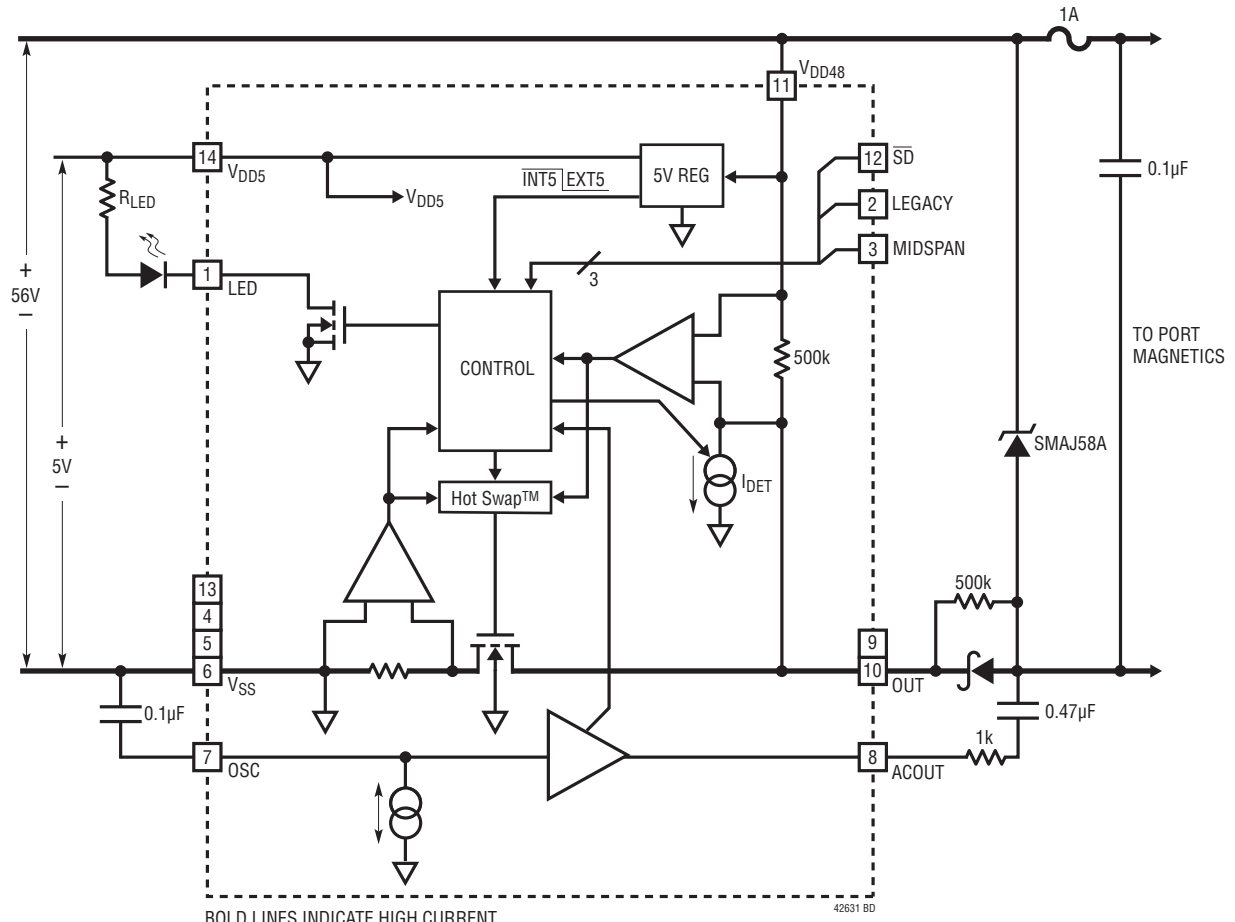 1A
VDD48
11
14
VDD5
RLED
VDD5
INT5 EXT5
5V REG
12
SD
2
LEGACY
3
MIDSPAN
0.1µF
+
56V
–
1
LED
3
CONTROL
500k
TO PORT
MAGNETICS
+
5V
–
Hot Swap™
IDET
SMAJ58A
13
4
5
6
VSS
500k
9
10
OUT
0.1µF
0.47µF
1k
7
OSC
8
ACOUT
BOLD LINES INDICATE HIGH CURRENT
42631 BD